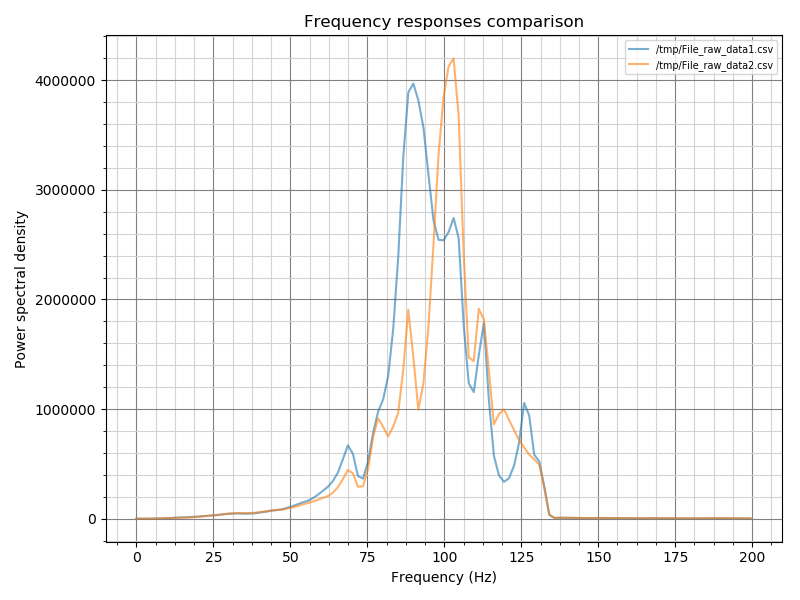 Frequency responses comparison
/tmp/File_raw_data1.csv
/tmp/File_raw_data2.csv
4000000
3000000
2000000
1000000
0
Power spectral density
0 25 50 75 100 125 150 175 200
Frequency (Hz)